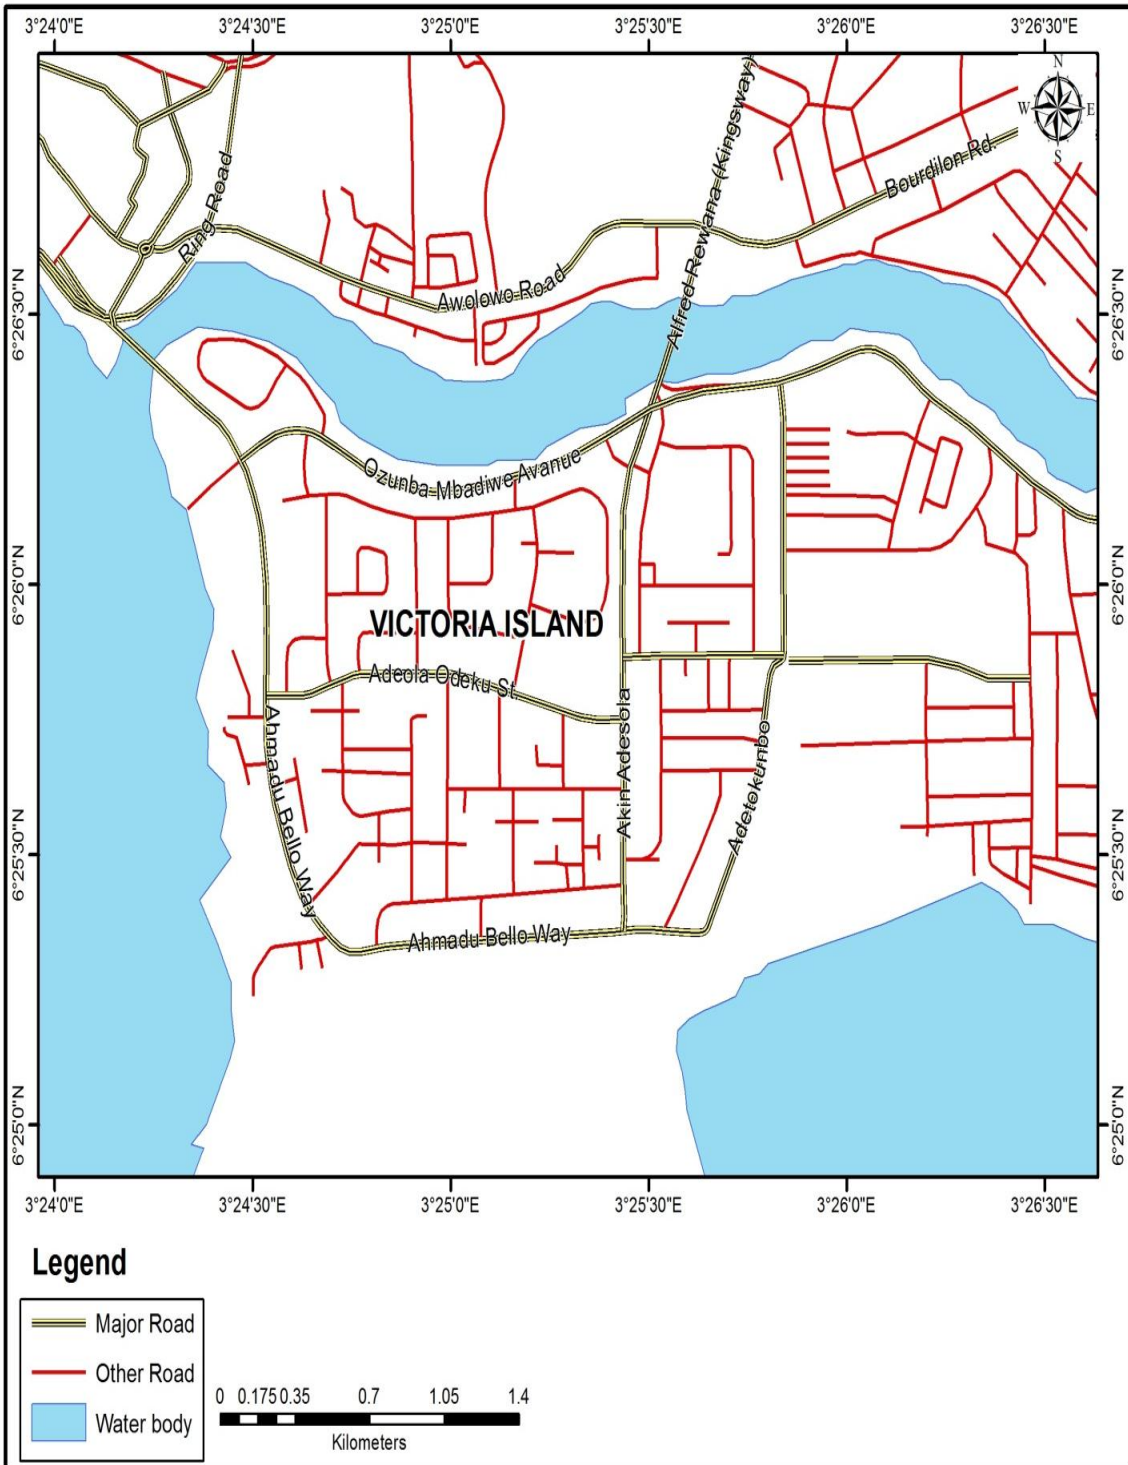 3°24'0"E 3°24'30"E 3°25'0"E 3°25'30"E 3°26'0"E 3°26'30"E
N
W E
S
Alfred Rewana (Kingsway)
Bourdilon Rd.
Ring Road
Awolowo Road
6°26'30"N 6°26'30"N
Ozunba Mbadiwe Avanue
6°26'0"N 6°26'0"N
VICTORIA ISLAND
Adeola Odeku St.
Ahmadu Bello Way
Akin Adesola
Adetokunbo
6°25'30"N 6°25'30"N
Ahmadu Bello Way
6°25'0"N 6°25'0"N
3°24'0"E 3°24'30"E 3°25'0"E 3°25'30"E 3°26'0"E 3°26'30"E
Legend
Major Road
Other Road
Water body
0 0.175 0.35 0.7 1.05 1.4
Kilometers